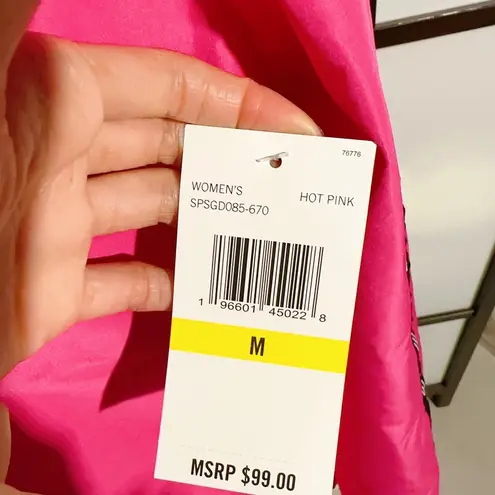 76776
WOMEN'S HOT PINK
SPSGD085-670
1 96601 45022 8
M
MSRP $99.00